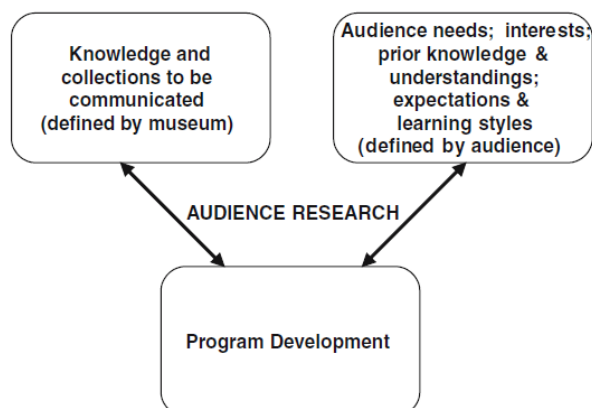 Knowledge and
collections to be
communicated
(defined by museum)
Audience needs; interests;
prior knowledge &
understandings;
expectations &
learning styles
(defined by audience)
AUDIENCE RESEARCH
Program Development